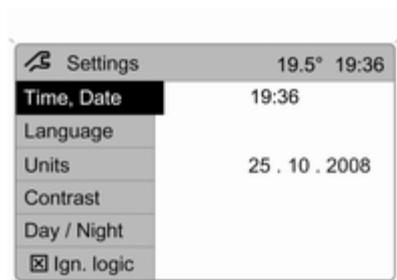 Settings 19.5° 19:36
Time, Date 19:36
Language
Units 25 . 10 . 2008
Contrast
Day / Night
Ign. logic